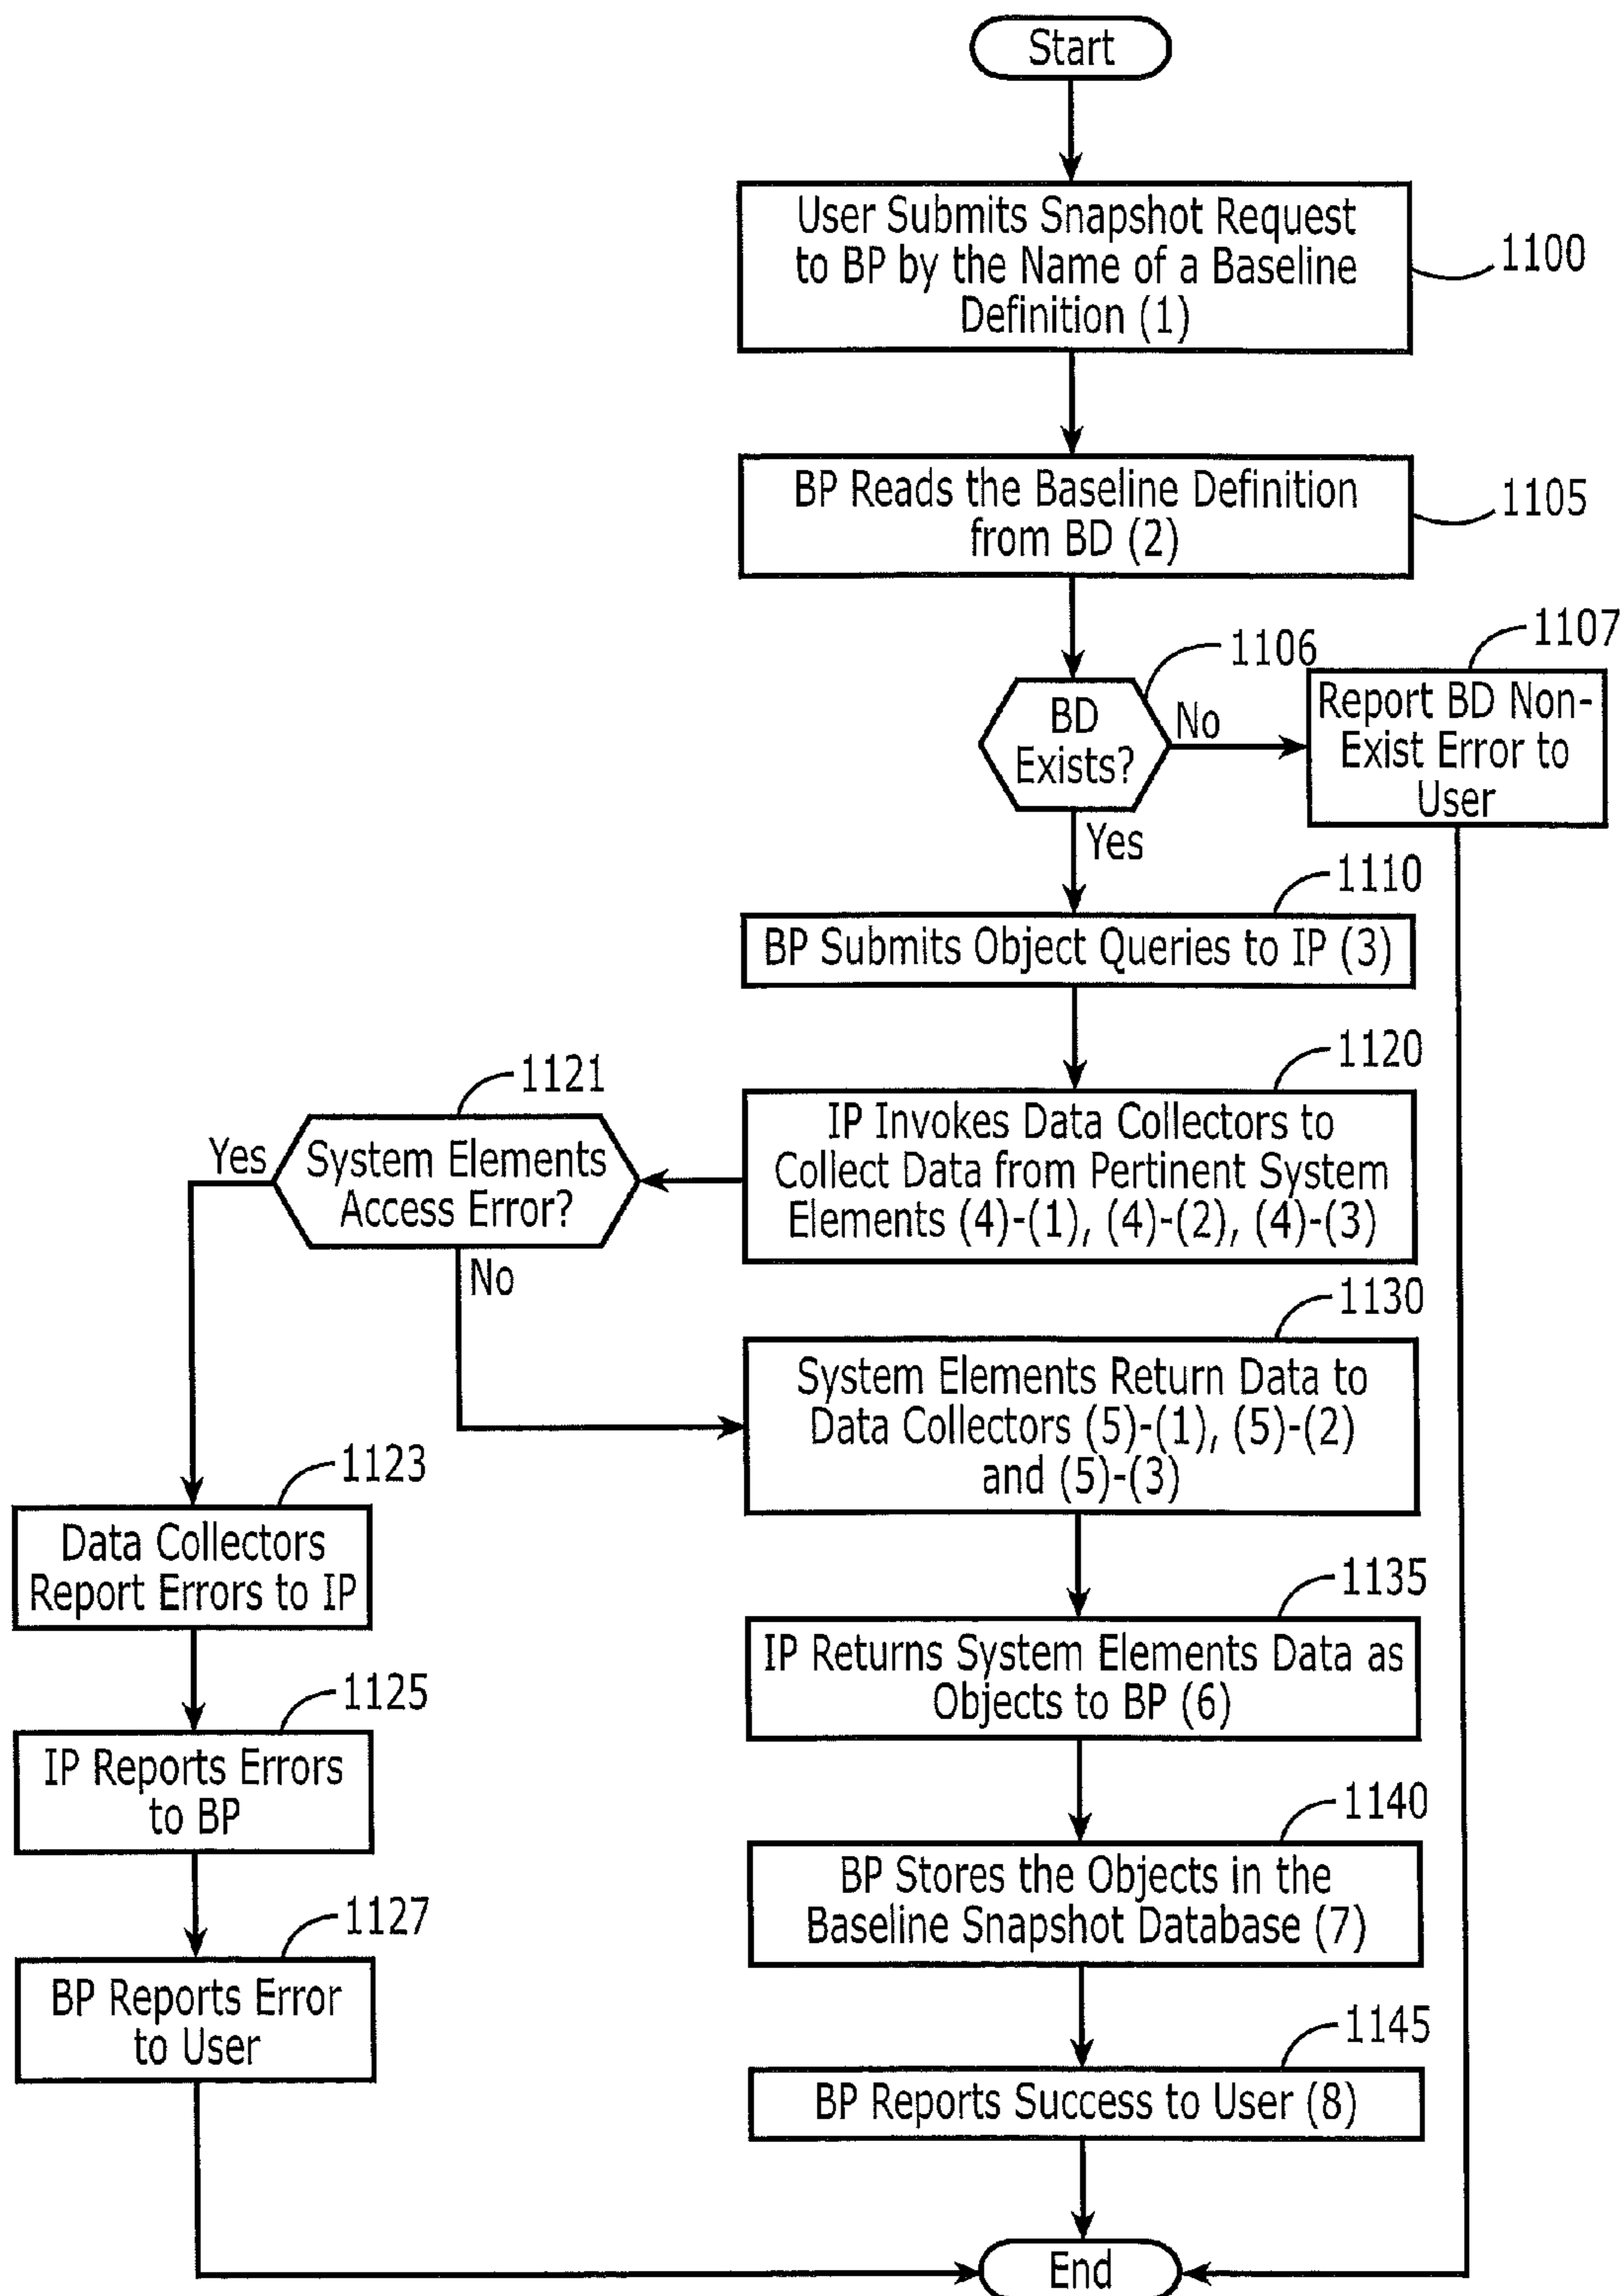 Start
User Submits Snapshot Request
to BP by the Name of a Baseline
Definition (1)
1100
BP Reads the Baseline Definition
from BD (2)
1105
1106
BD
Exists?
No
Yes
1107
Report BD Non-
Exist Error to
User
1110
BP Submits Object Queries to IP (3)
1120
IP Invokes Data Collectors to
Collect Data from Pertinent System
Elements (4)-(1), (4)-(2), (4)-(3)
1121
System Elements
Access Error?
Yes
No
1130
System Elements Return Data to
Data Collectors (5)-(1), (5)-(2)
and (5)-(3)
1123
Data Collectors
Report Errors to IP
1135
IP Returns System Elements Data as
Objects to BP (6)
1125
IP Reports Errors
to BP
1140
BP Stores the Objects in the
Baseline Snapshot Database (7)
1127
BP Reports Error
to User
1145
BP Reports Success to User (8)
End